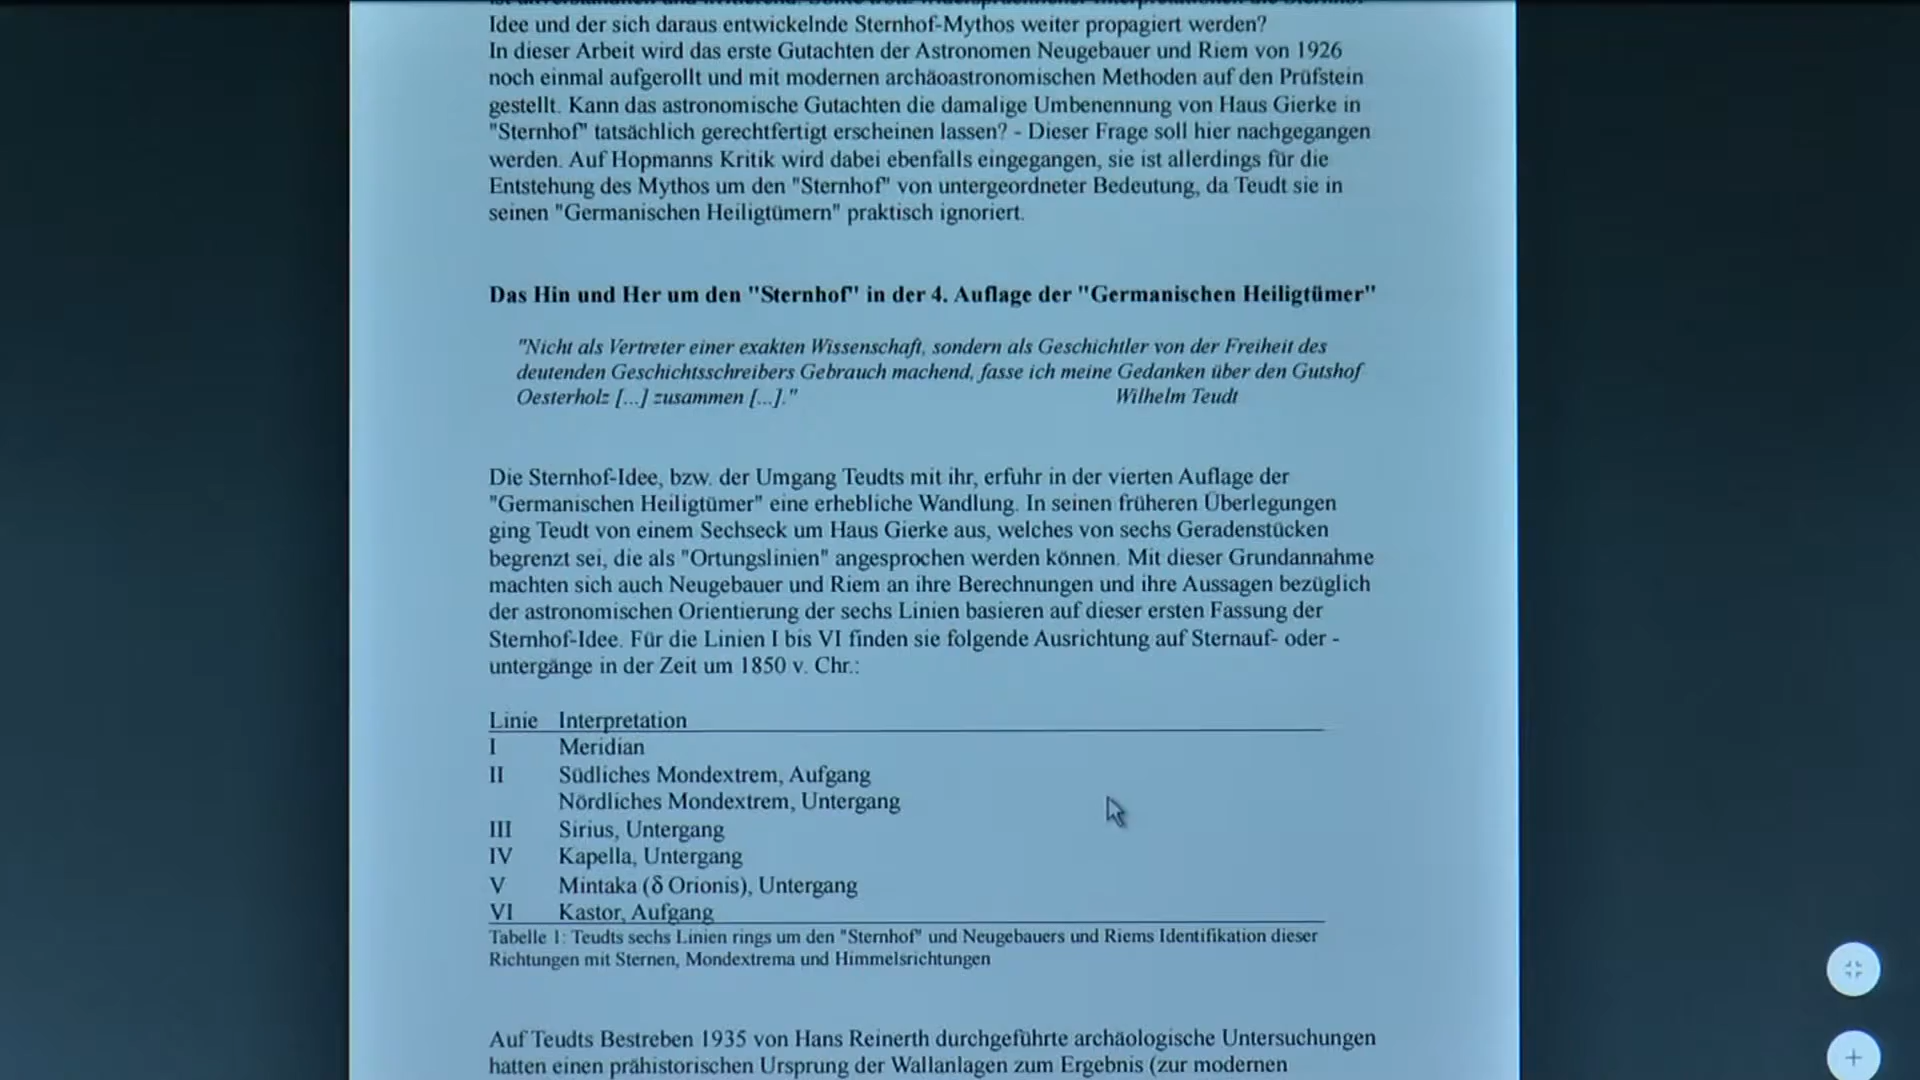 Idee und der sich daraus entwickelnde Sternhof-Mythos weiter propagiert werden?
In dieser Arbeit wird das erste Gutachten der Astronomen Neugebauer und Riem von 1926
noch einmal aufgerollt und mit modernen archäoastronomischen Methoden auf den Prüfstein
gestellt. Kann das astronomische Gutachten die damalige Umbenennung von Haus Gierke in
"Sternhof" tatsächlich gerechtfertigt erscheinen lassen? - Dieser Frage soll hier nachgegangen
werden. Auf Hopmanns Kritik wird dabei ebenfalls eingegangen, sie ist allerdings für die
Entstehung des Mythos um den "Sternhof" von untergeordneter Bedeutung, da Teudt sie in
seinen "Germanischen Heiligtümern" praktisch ignoriert.
Das Hin und Her um den "Sternhof" in der 4. Auflage der "Germanischen Heiligtümer"
"Nicht als Vertreter einer exakten Wissenschaft, sondern als Geschichtler von der Freiheit des
deutenden Geschichtsschreibers Gebrauch machend, fasse ich meine Gedanken über den Gutshof
Oesterholz [...] zusammen [...]." Wilhelm Teudt
Die Sternhof-Idee, bzw. der Umgang Teudts mit ihr, erfuhr in der vierten Auflage der
"Germanischen Heiligtümer" eine erhebliche Wandlung. In seinen früheren Überlegungen
ging Teudt von einem Sechseck um Haus Gierke aus, welches von sechs Geradenstücken
begrenzt sei, die als "Ortungslinien" angesprochen werden können. Mit dieser Grundannahme
machten sich auch Neugebauer und Riem an ihre Berechnungen und ihre Aussagen bezüglich
der astronomischen Orientierung der sechs Linien basieren auf dieser ersten Fassung der
Sternhof-Idee. Für die Linien I bis VI finden sie folgende Ausrichtung auf Sternauf- oder -
untergänge in der Zeit um 1850 v. Chr.:
Linie Interpretation
I Meridian
II Südliches Mondextrem, Aufgang
Nördliches Mondextrem, Untergang
III Sirius, Untergang
IV Kapella, Untergang
V Mintaka (δ Orionis), Untergang
VI Kastor, Aufgang
Tabelle 1: Teudts sechs Linien rings um den "Sternhof" und Neugebauers und Riems Identifikation dieser
Richtungen mit Sternen, Mondextrema und Himmelsrichtungen
Auf Teudts Bestreben 1935 von Hans Reinerth durchgeführte archäologische Untersuchungen
hatten einen prähistorischen Ursprung der Wallanlagen zum Ergebnis (zur modernen